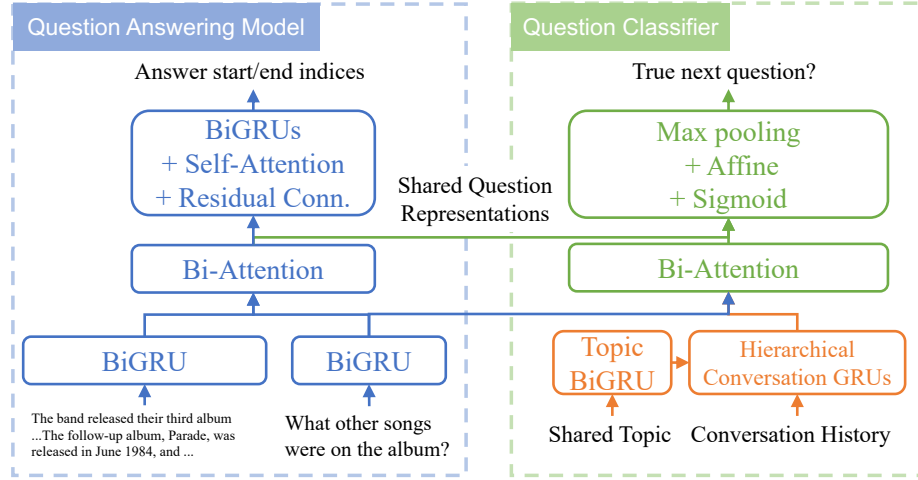 Question Answering Model
Answer start/end indices
BiGRUs
+ Self-Attention
+ Residual Conn.
Bi-Attention
BiGRU
BiGRU
The band released their third album
...The follow-up album, Parade, was
released in June 1984, and ...
What other songs
were on the album?
Shared Question
Representations
Question Classifier
True next question?
Max pooling
+ Affine
+ Sigmoid
Bi-Attention
Topic
BiGRU
Hierarchical
Conversation GRUs
Shared Topic
Conversation History